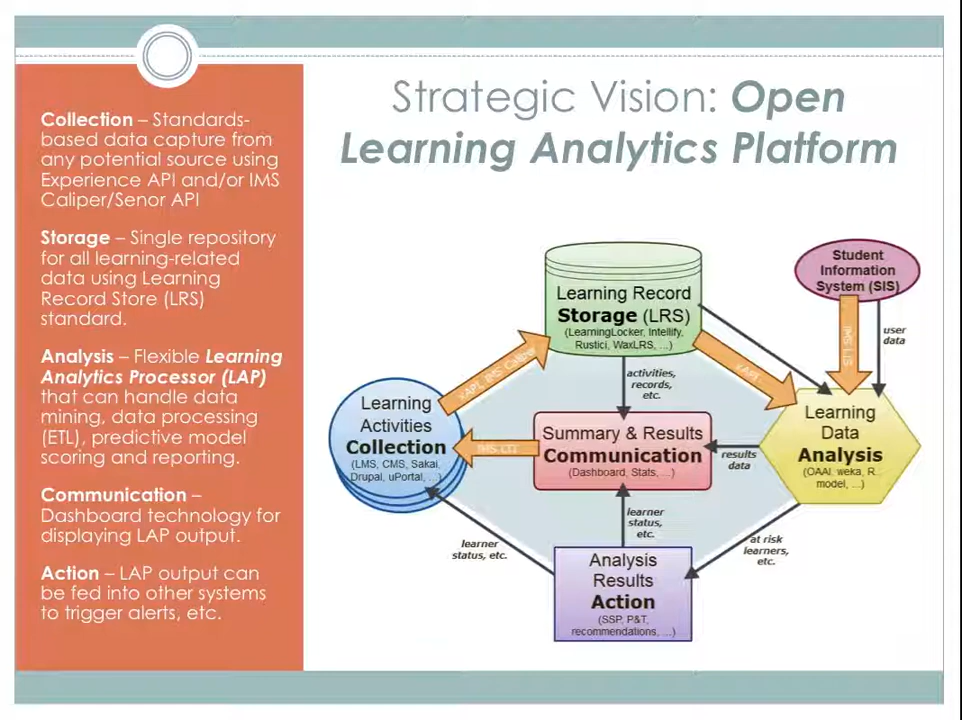 Strategic Vision: Open
Learning Analytics Platform
Collection – Standards-
based data capture from
any potential source using
Experience API and/or IMS
Caliper/Senor API
Storage – Single repository
for all learning-related
data using Learning
Record Store (LRS)
standard.
Analysis – Flexible Learning
Analytics Processor (LAP)
that can handle data
mining, data processing
(ETL), predictive model
scoring and reporting.
Communication –
Dashboard technology for
displaying LAP output.
Action – LAP output can
be fed into other systems
to trigger alerts, etc.
Learning Record
Storage (LRS)
(LearningLocker, Intellify,
Rustici, WaxLRS, ...)
Student
Information
System (SIS)
IMS LIS
user
data
XAPI, IMS Caliper
XAPI
activities,
records,
etc.
Learning
Activities
Collection
(LMS, CMS, Sakai,
Drupal, uPortal, ...)
IMS LTI
Summary & Results
Communication
(Dashboard, Stats, ...)
results
data
Learning
Data
Analysis
(OAAI, weka, R,
model, ...)
learner
status, etc.
learner
status,
etc.
at risk
learners,
etc.
Analysis
Results
Action
(SSP, P&T,
recommendations, ...)